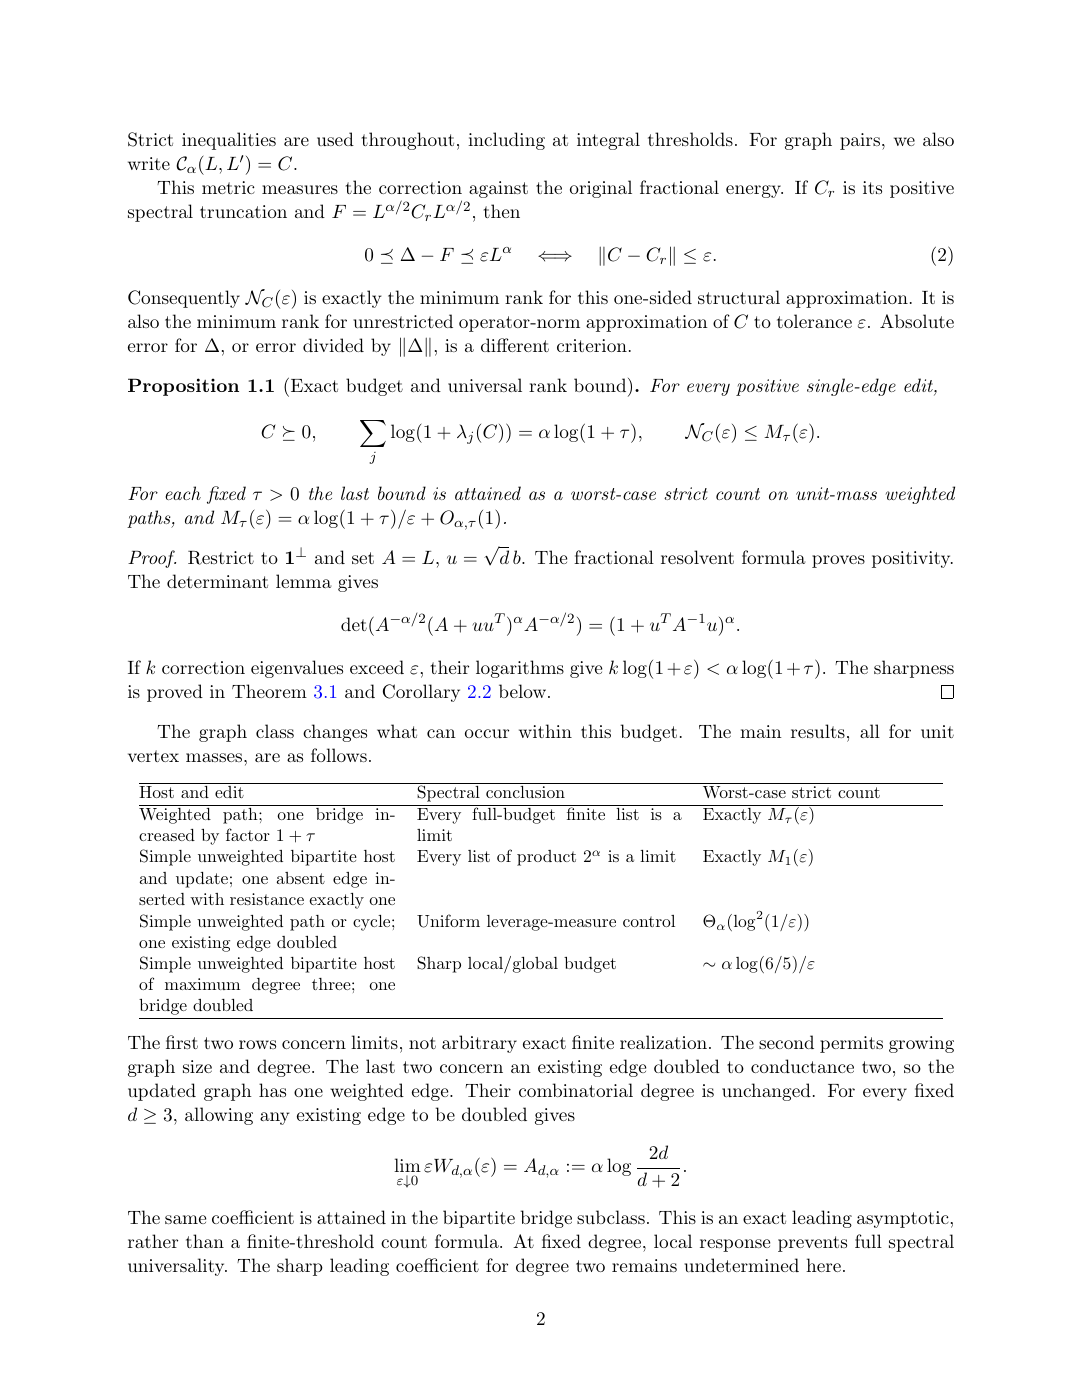 Strict inequalities are used throughout, including at integral thresholds. For graph pairs, we also
write 𝒞_α(L, L′) = C.
This metric measures the correction against the original fractional energy. If C_r is its positive
spectral truncation and F = L^{α/2}C_rL^{α/2}, then
0 ⪯ Δ − F ⪯ εL^α ⟺ ‖C − C_r‖ ≤ ε. (2)
Consequently 𝒩_C(ε) is exactly the minimum rank for this one-sided structural approximation. It is
also the minimum rank for unrestricted operator-norm approximation of C to tolerance ε. Absolute
error for Δ, or error divided by ‖Δ‖, is a different criterion.
Proposition 1.1 (Exact budget and universal rank bound). For every positive single-edge edit,
C ⪰ 0, ∑_j log(1 + λ_j(C)) = α log(1 + τ), 𝒩_C(ε) ≤ M_τ(ε).
For each fixed τ > 0 the last bound is attained as a worst-case strict count on unit-mass weighted
paths, and M_τ(ε) = α log(1 + τ)/ε + O_{α,τ}(1).
Proof. Restrict to 1^⊥ and set A = L, u = √d b. The fractional resolvent formula proves positivity.
The determinant lemma gives
det(A^{−α/2}(A + uu^T)^αA^{−α/2}) = (1 + u^TA^{−1}u)^α.
If k correction eigenvalues exceed ε, their logarithms give k log(1+ε) < α log(1+τ). The sharpness
is proved in Theorem 3.1 and Corollary 2.2 below. □
The graph class changes what can occur within this budget. The main results, all for unit
vertex masses, are as follows.
Host and edit Spectral conclusion Worst-case strict count
Weighted path; one bridge in- Every full-budget finite list is a Exactly M_τ(ε)
creased by factor 1 + τ limit
Simple unweighted bipartite host Every list of product 2^α is a limit Exactly M_1(ε)
and update; one absent edge in-
serted with resistance exactly one
Simple unweighted path or cycle; Uniform leverage-measure control Θ_α(log²(1/ε))
one existing edge doubled
Simple unweighted bipartite host Sharp local/global budget ∼ α log(6/5)/ε
of maximum degree three; one
bridge doubled
The first two rows concern limits, not arbitrary exact finite realization. The second permits growing
graph size and degree. The last two concern an existing edge doubled to conductance two, so the
updated graph has one weighted edge. Their combinatorial degree is unchanged. For every fixed
d ≥ 3, allowing any existing edge to be doubled gives
lim_{ε↓0} εW_{d,α}(ε) = A_{d,α} := α log 2d/(d + 2).
The same coefficient is attained in the bipartite bridge subclass. This is an exact leading asymptotic,
rather than a finite-threshold count formula. At fixed degree, local response prevents full spectral
universality. The sharp leading coefficient for degree two remains undetermined here.
2